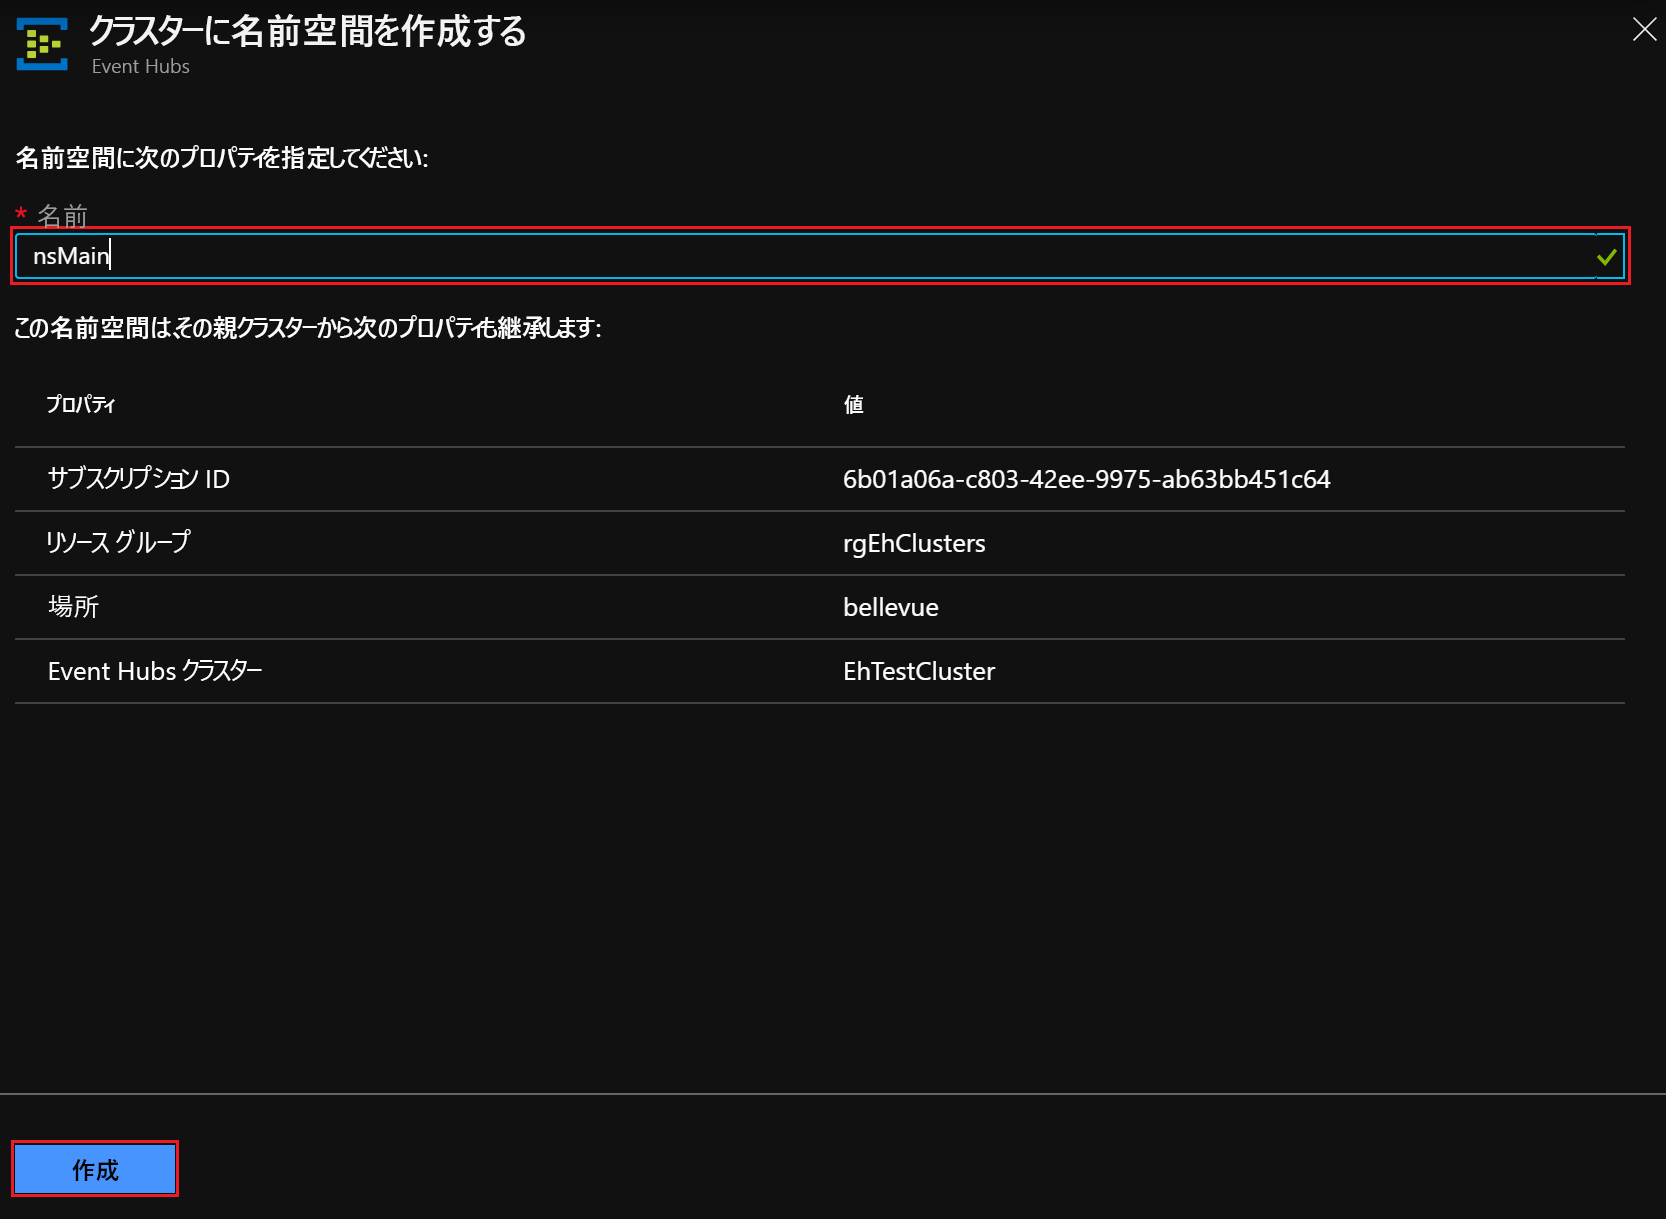 クラスターに名前空間を作成する
Event Hubs
名前空間に次のプロパティを指定してください:
* 名前
nsMain
この名前空間は、その親クラスターから次のプロパティも継承します:
プロパティ 値
サブスクリプション ID 6b01a06a-c803-42ee-9975-ab63bb451c64
リソース グループ rgEhClusters
場所 bellevue
Event Hubs クラスター EhTestCluster
作成